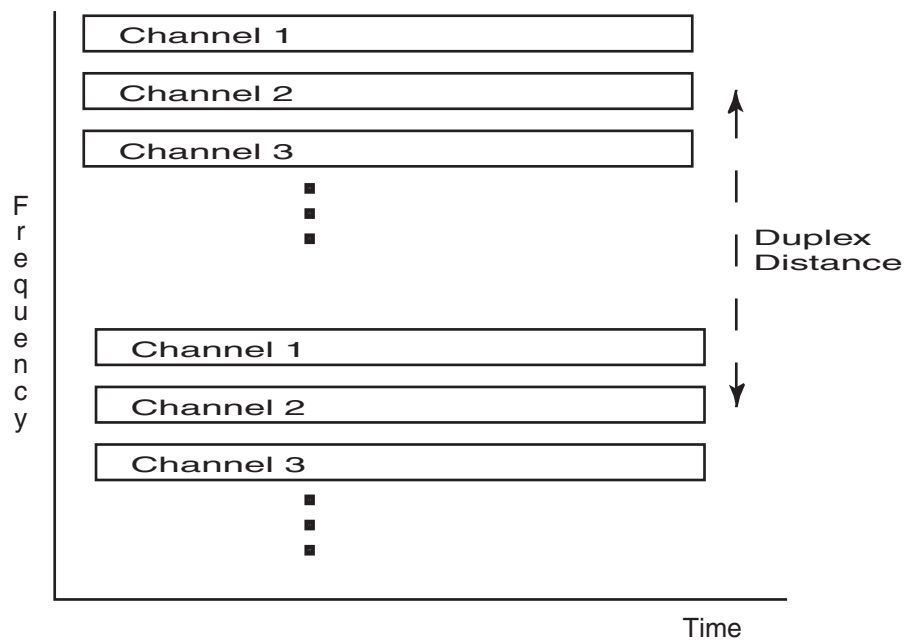 Channel 1
Channel 2
Channel 3
Frequency
Duplex
Distance
Channel 1
Channel 2
Channel 3
Time